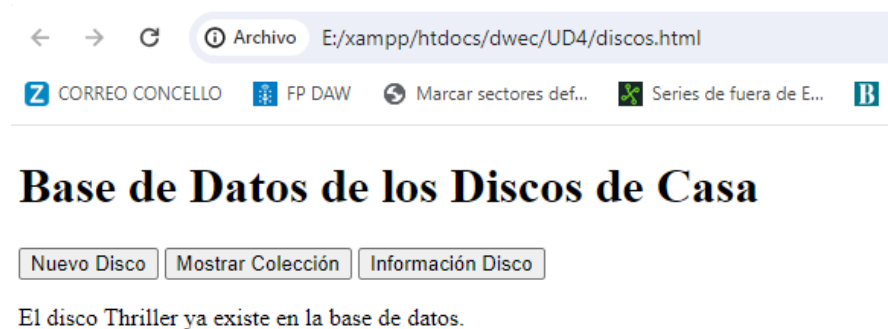 Archivo E:/xampp/htdocs/dwec/UD4/discos.html
Z CORREO CONCELLO FP DAW Marcar sectores def... Series de fuera de E... B
Base de Datos de los Discos de Casa
Nuevo Disco Mostrar Colección Información Disco
El disco Thriller ya existe en la base de datos.